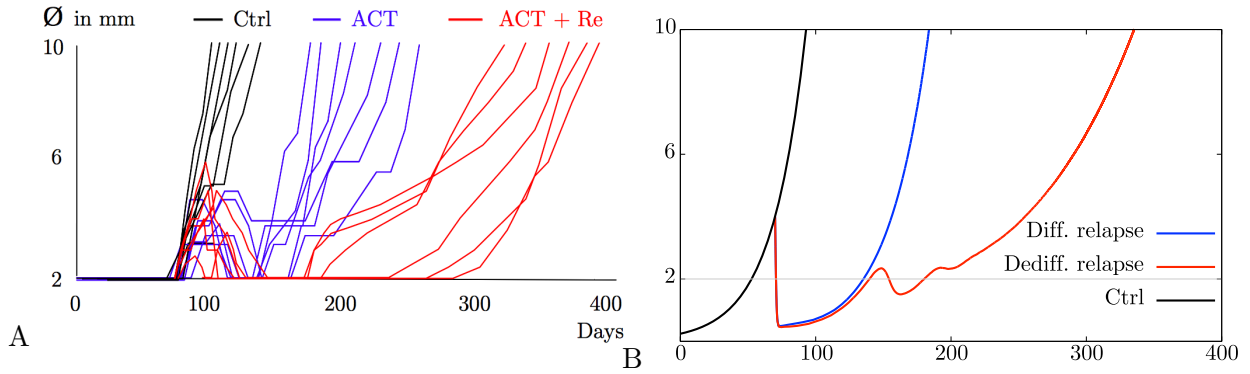 Ø in mm Ctrl ACT ACT + Re
10
6
2
0 100 200 300 400
Days
A
10
6
2
Diff. relapse
Dediff. relapse
Ctrl
0 100 200 300 400
B